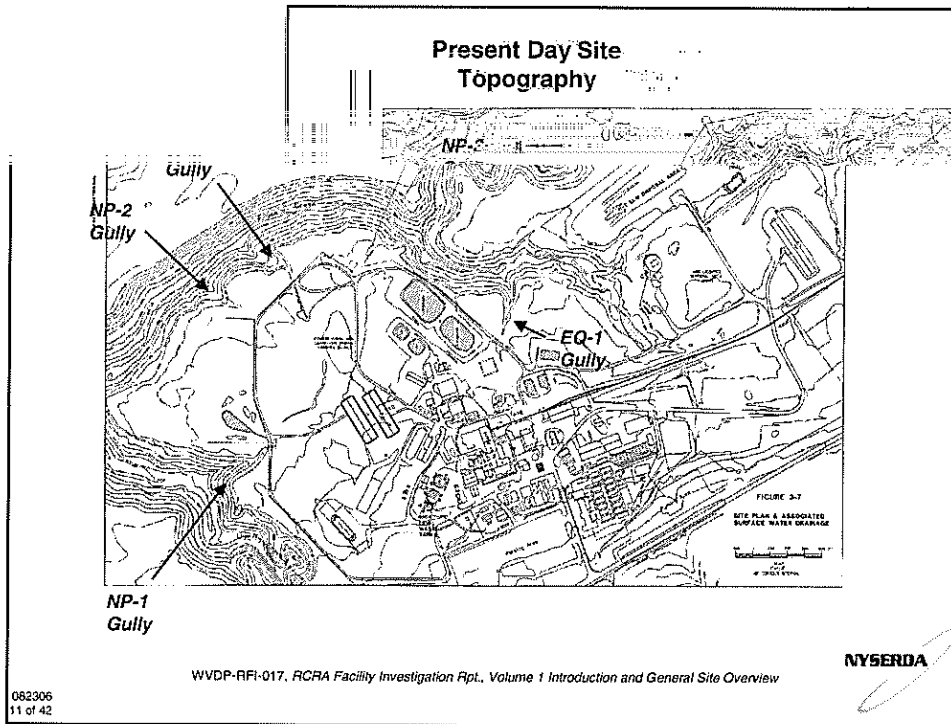 Present Day Site
Topography
NP-3
Gully
NP-2
Gully
EQ-1
Gully
FIGURE 3-7
SITE PLAN & ASSOCIATED
SURFACE WATER DRAINAGE
NP-1
Gully
NYSERDA
WVDP-RFI-017, RCRA Facility Investigation Rpt., Volume 1 Introduction and General Site Overview
082306
11 of 42